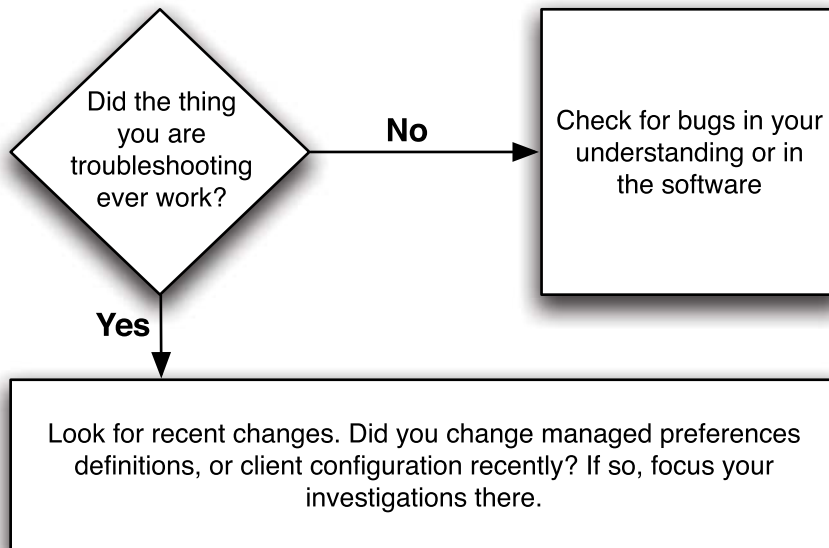 Did the thing
you are
troubleshooting
ever work?
No
Check for bugs in your
understanding or in
the software
Yes
Look for recent changes. Did you change managed preferences
definitions, or client configuration recently? If so, focus your
investigations there.